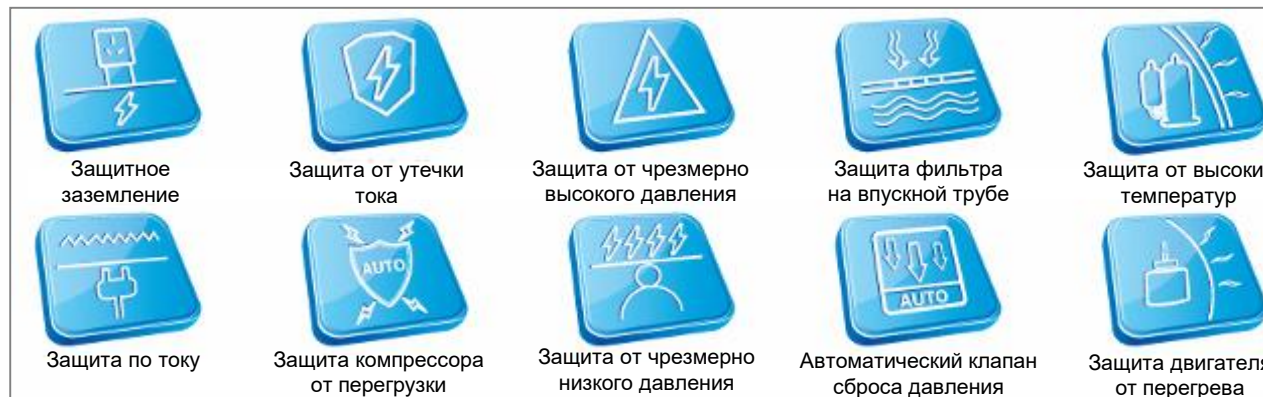 Защитное
заземление
Защита от утечки
тока
Защита от чрезмерно
высокого давления
Защита фильтра
на впускной трубе
Защита от высоки
температур
AUTO
AUTO
Защита по току
Защита компрессора
от перегрузки
Защита от чрезмерно
низкого давления
Автоматический клапан
сброса давления
Защита двигателя
от перегрева